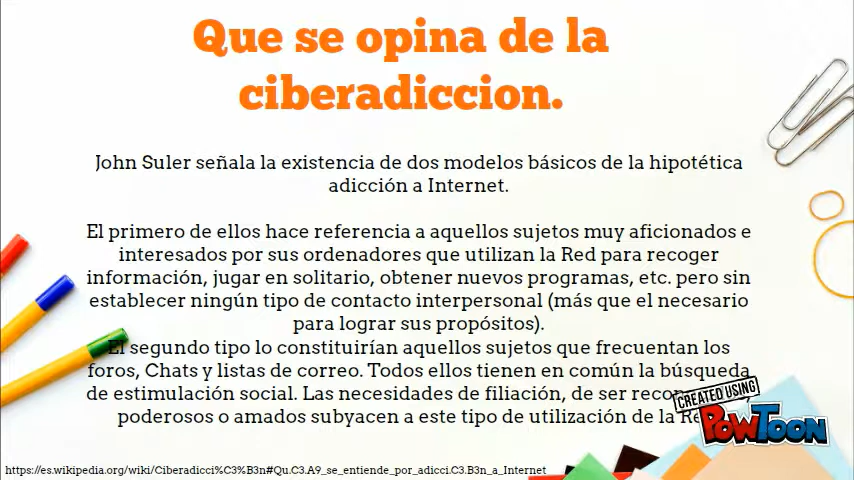 Que se opina de la
ciberadiccion.
John Suler señala la existencia de dos modelos básicos de la hipotética
adicción a Internet.
El primero de ellos hace referencia a aquellos sujetos muy aficionados e
interesados por sus ordenadores que utilizan la Red para recoger
información, jugar en solitario, obtener nuevos programas, etc. pero sin
establecer ningún tipo de contacto interpersonal (más que el necesario
para lograr sus propósitos).
El segundo tipo lo constituirían aquellos sujetos que frecuentan los
foros, Chats y listas de correo. Todos ellos tienen en común la búsqueda
de estimulación social. Las necesidades de filiación, de ser
poderosos o amados subyacen a este tipo de utilización de la
CREATED USING
POWTOON
https://es.wikipedia.org/wiki/Ciberadicci%C3%B3n#Qu.C3.A9_se_entiende_por_adicci.C3.B3n_a_Internet